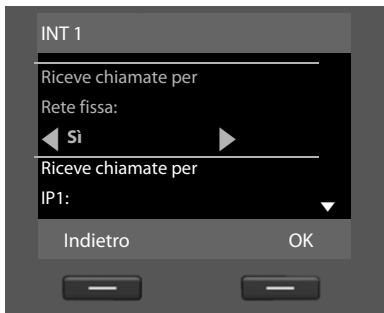 INT 1
Riceve chiamate per
Rete fissa:
Sì
Riceve chiamate per
IP1:
Indietro OK